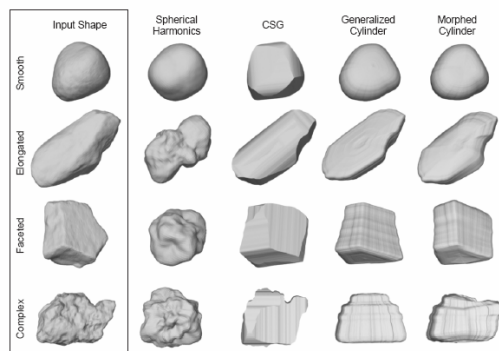 Input Shape
Spherical
Harmonics
CSG
Generalized
Cylinder
Morphed
Cylinder
Smooth
Elongated
Faceted
Complex